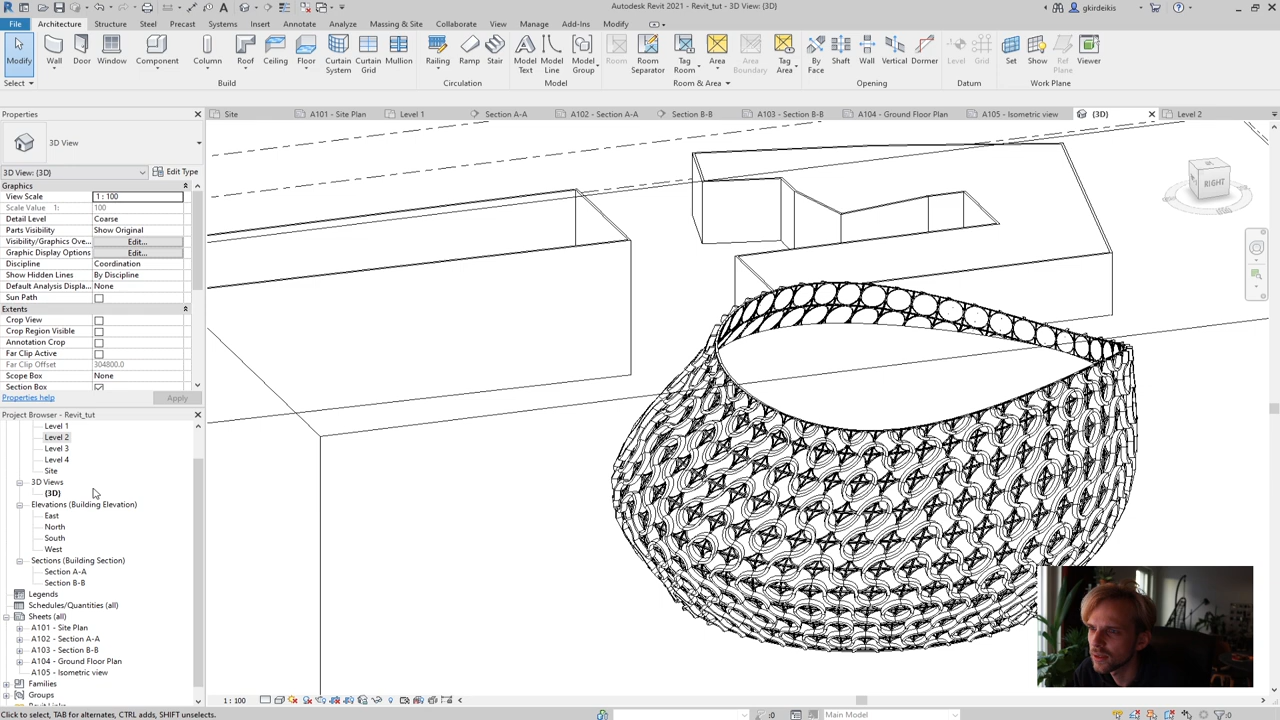 Autodesk Revit 2021 - Revit_tut - 3D View: {3D}
gkirdeikis
File Architecture Structure Steel Precast Systems Insert Annotate Analyze Massing & Site Collaborate View Manage Add-Ins Modify
Modify Wall Door Window Component Column Roof Ceiling Floor Curtain System Curtain Grid Mullion Railing Ramp Stair Model Text Model Line Model Group Room Room Separator Tag Room Area Area Boundary Tag Area By Face Shaft Wall Vertical Dormer Level Grid Set Show Ref Plane Viewer
Select Build Circulation Model Room & Area Opening Datum Work Plane
Properties
Site A101 - Site Plan Level 1 Section A-A A102 - Section A-A Section B-B A103 - Section B-B A104 - Ground Floor Plan A105 - Isometric view {3D} Level 2
3D View
3D View: {3D} Edit Type
Graphics
View Scale 1 : 100
Scale Value 1: 100
Detail Level Coarse
Parts Visibility Show Original
Visibility/Graphics Ove... Edit...
Graphic Display Options Edit...
Discipline Coordination
Show Hidden Lines By Discipline
Default Analysis Displa... None
Sun Path
Extents
Crop View
Crop Region Visible
Annotation Crop
Far Clip Active
Far Clip Offset 304800.0
Scope Box None
Section Box
Properties help Apply
Project Browser - Revit_tut
Level 1
Level 2
Level 3
Level 4
Site
3D Views
{3D}
Elevations (Building Elevation)
East
North
South
West
Sections (Building Section)
Section A-A
Section B-B
Legends
Schedules/Quantities (all)
Sheets (all)
A101 - Site Plan
A102 - Section A-A
A103 - Section B-B
A104 - Ground Floor Plan
A105 - Isometric view
Families
Groups
RIGHT
1 : 100
Click to select, TAB for alternates, CTRL adds, SHIFT unselects.
:0
Main Model
:0